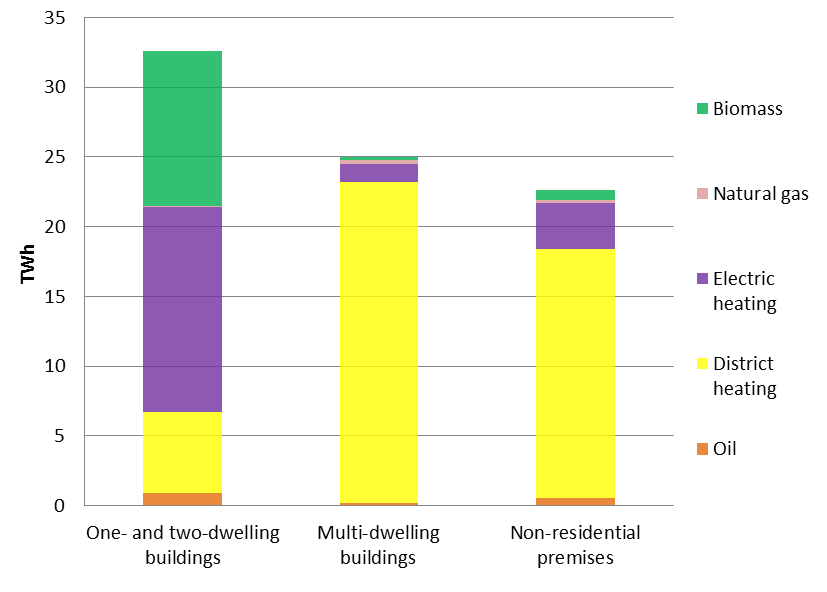 35
30
25
20
15
10
5
0
TWh
One- and two-dwelling
buildings
Multi-dwelling
buildings
Non-residential
premises
Biomass
Natural gas
Electric
heating
District
heating
Oil